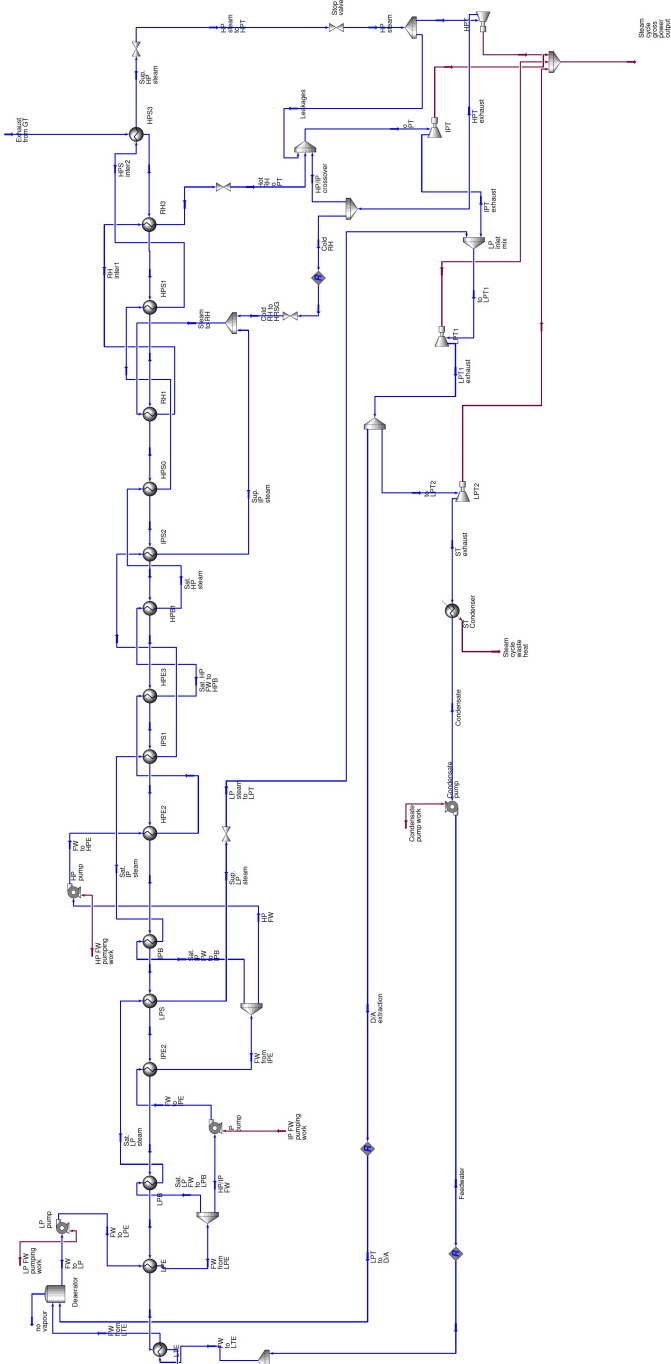 Steam
cycle
gross
power
output
Stop
valve
HP
steam
to HPT
HP
steam
HPT
Sup.
HP
steam
HPS3
Exhaust
from GT
HPS
inter2
Leakages
to
IPT
IPT
HPT
exhaust
RH3
Hot
RH to
IPT
HP/IP
crossover
IPT
exhaust
RH
inter1
Cold
RH
LP
inlet
mix
HPS1
Steam
to RH
Cold
RH to
HRSG
to
LPT1
LPT1
LPT1
exhaust
RH1
HPS0
Sup.
IP
steam
to
LPT2
LPT2
IPS2
ST
exhaust
Sat.
HP
steam
HPB1
ST
Condenser
Steam
cycle
waste
heat
HPE3
Sat. HP
FW to
HPB
Condensate
IPS1
LP
steam
to LPT
Condensate
pump
HPE2
Condensate
pump work
FW
to
HPE
Sat.
IP
steam
HP
pump
Sup.
LP
steam
HP
FW
HP FW
pumping
work
IPB
Sat.
IP
FW
to
IPB
LPS
D/A
extraction
IPE2
FW
from
IPE
FW
to
IPE
Sat.
LP
steam
IP
pump
IP FW
pumping
work
LPB
Sat.
LP
FW
to
LPB
HP/IP
FW
Feedwater
LP
pump
FW
to
LPE
LP FW
pumping
work
FW
to
LP
LPE
FW
from
LPE
LPT
to
D/A
Deaerator
no
vapour
FW
from
LTE
LTE
FW
to
LTE
R
R
R